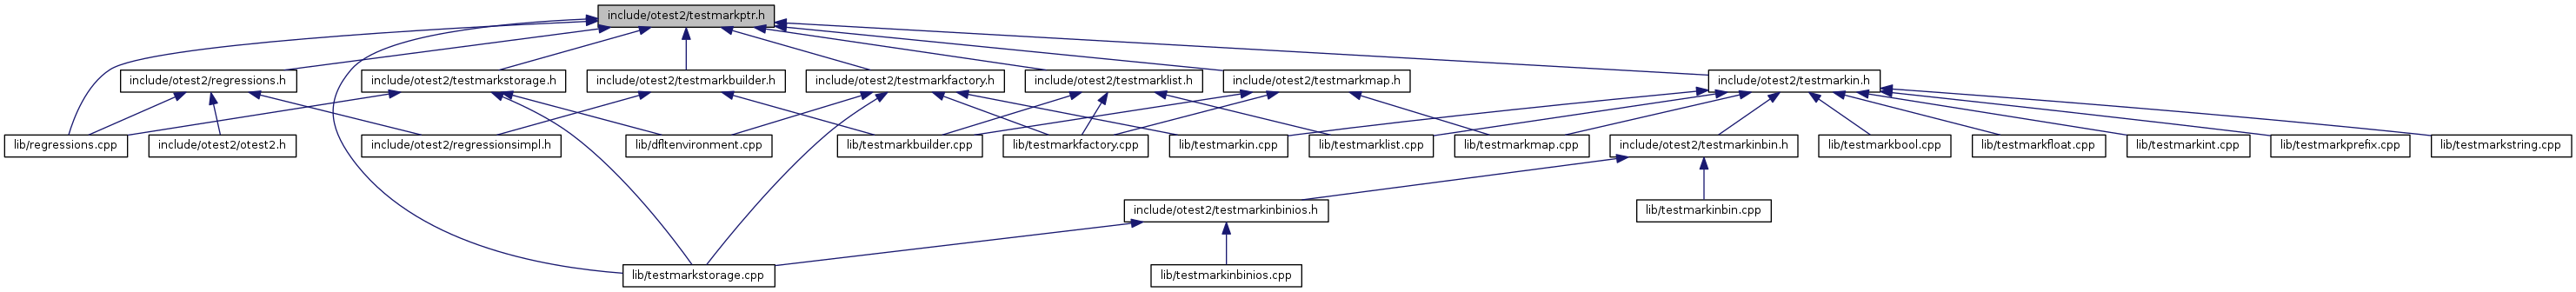 include/otest2/testmarkptr.h
include/otest2/regressions.h
include/otest2/testmarkstorage.h
include/otest2/testmarkbuilder.h
include/otest2/testmarkfactory.h
include/otest2/testmarklist.h
include/otest2/testmarkmap.h
include/otest2/testmarkin.h
lib/regressions.cpp
include/otest2/otest2.h
include/otest2/regressionsimpl.h
lib/dfltenvironment.cpp
lib/testmarkbuilder.cpp
lib/testmarkfactory.cpp
lib/testmarkin.cpp
lib/testmarklist.cpp
lib/testmarkmap.cpp
include/otest2/testmarkinbin.h
lib/testmarkbool.cpp
lib/testmarkfloat.cpp
lib/testmarkint.cpp
lib/testmarkprefix.cpp
lib/testmarkstring.cpp
include/otest2/testmarkinbinios.h
lib/testmarkinbin.cpp
lib/testmarkstorage.cpp
lib/testmarkinbinios.cpp